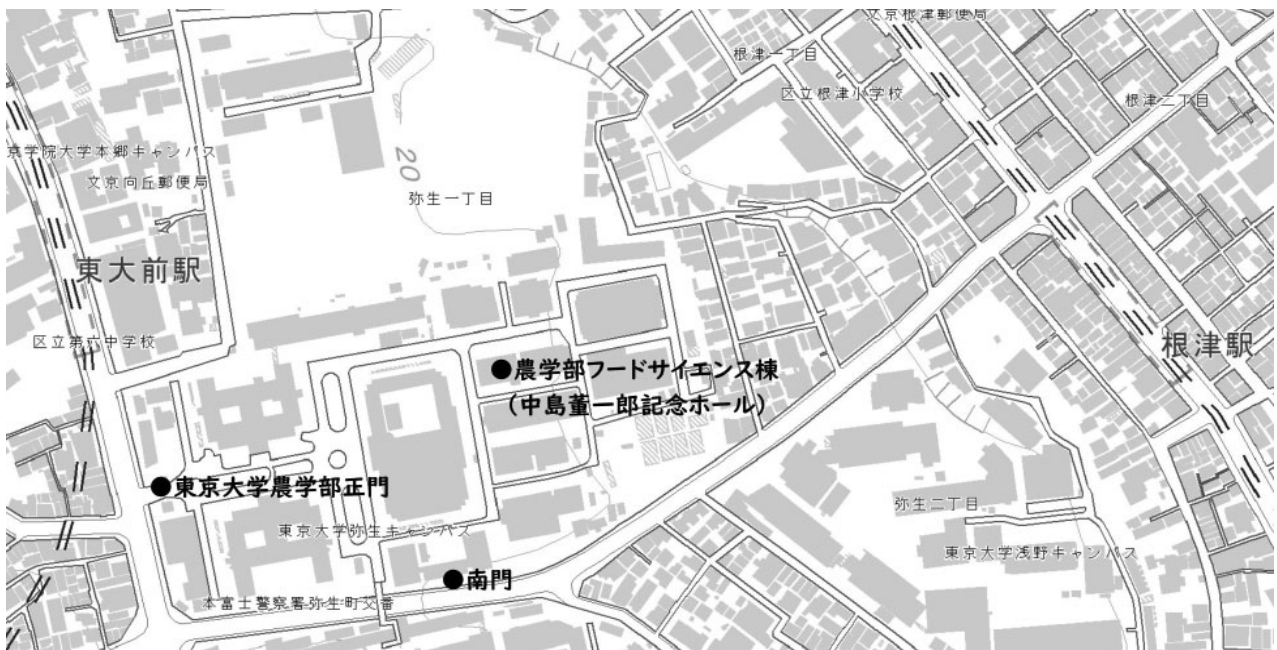 文京根津郵便局
根津一丁目
区立根津小学校
根津二丁目
京学院大学本郷キャンパス
文京向丘郵便局
20
弥生一丁目
東大前駅
区立第六中学校
根津駅
●農学部フードサイエンス棟
(中島董一郎記念ホール)
●東京大学農学部正門
弥生二丁目
東京大学弥生キャンパス
東京大学浅野キャンパス
●南門
本富士警察署弥生町交番